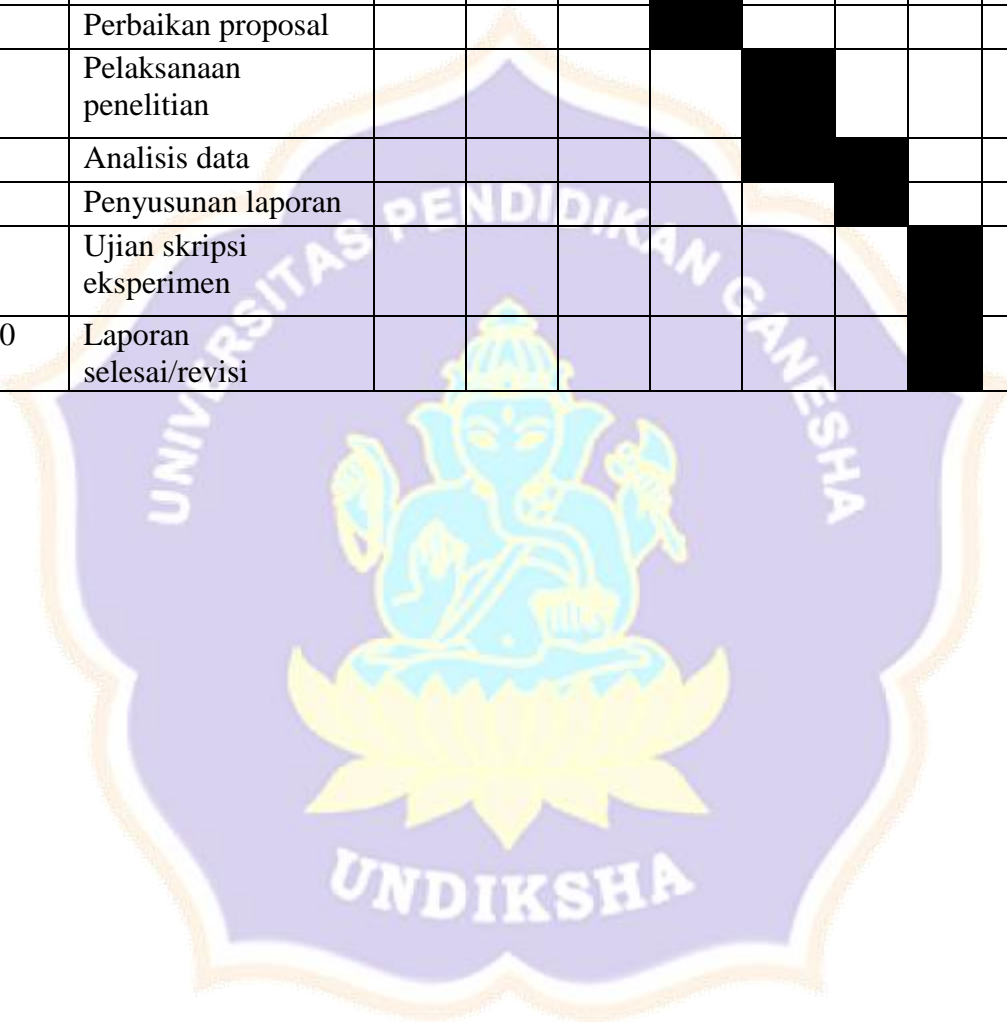 Perbaikan proposal
Pelaksanaan
penelitian
Analisis data
Penyusunan laporan
Ujian skripsi
eksperimen
0 Laporan
selesai/revisi
UNIVERSITAS PENDIDIKAN GANESHA
UNDIKSHA